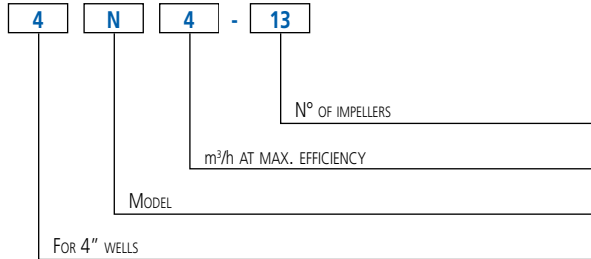 4 N 4 - 13
N° OF IMPELLERS
m³/h AT MAX. EFFICIENCY
MODEL
FOR 4" WELLS